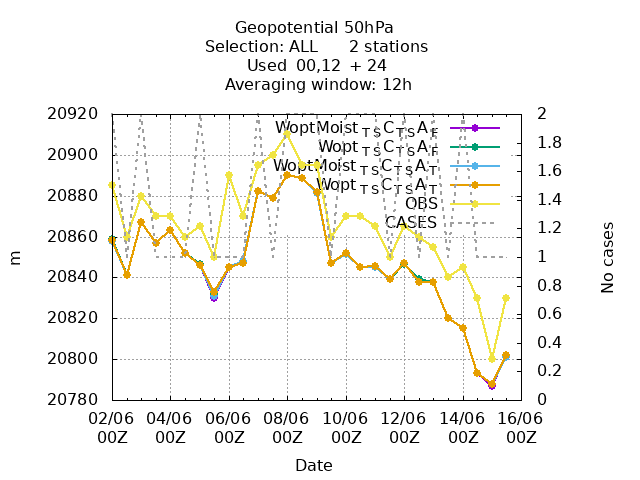 Geopotential 50hPa
Selection: ALL 2 stations
Used 00,12 + 24
Averaging window: 12h
20920
20900
20880
20860
20840
20820
20800
20780
m
2
1.8
1.6
1.4
1.2
1
0.8
0.6
0.4
0.2
0
No cases
WoptMoist T S C T S A F
Wopt T S C T S A F
WoptMoist T S C T S A T
Wopt T S C T S A T
OBS
CASES
02/06 04/06 06/06 08/06 10/06 12/06 14/06 16/06
00Z 00Z 00Z 00Z 00Z 00Z 00Z 00Z
Date